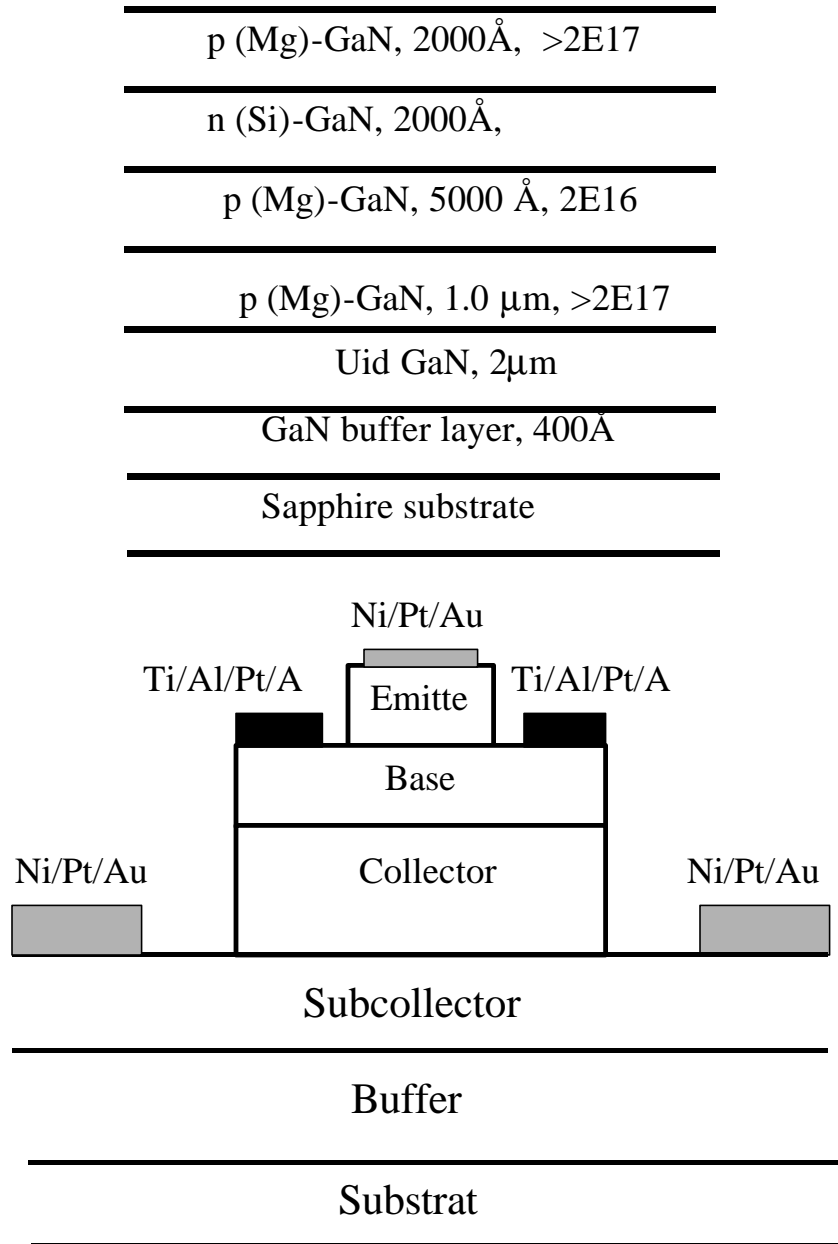 p (Mg)-GaN, 2000Å, >2E17
n (Si)-GaN, 2000Å,
p (Mg)-GaN, 5000 Å, 2E16
p (Mg)-GaN, 1.0 μm, >2E17
Uid GaN, 2μm
GaN buffer layer, 400Å
Sapphire substrate
Ni/Pt/Au
Ti/Al/Pt/A Emitte Ti/Al/Pt/A
Base
Ni/Pt/Au Collector Ni/Pt/Au
Subcollector
Buffer
Substrat